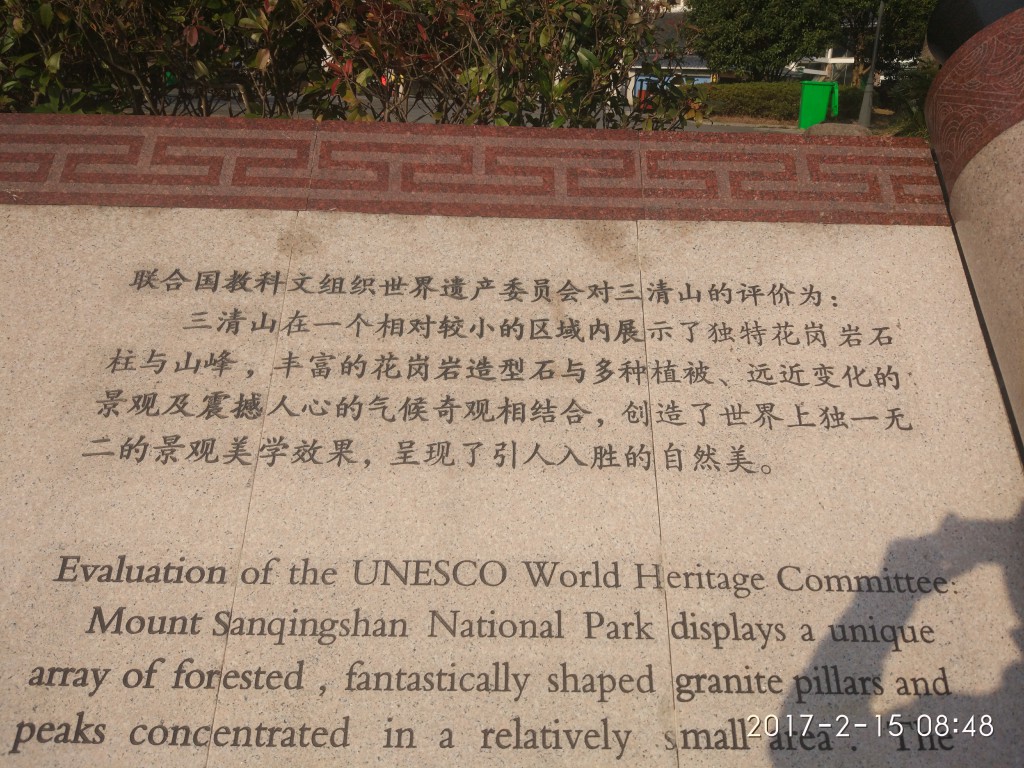 联合国教科文组织世界遗产委员会对三清山的评价为：
三清山在一个相对较小的区域内展示了独特花岗岩石
柱与山峰，丰富的花岗岩造型石与多种植被、远近变化的
景观及震撼人心的气候奇观相结合，创造了世界上独一无
二的景观美学效果，呈现了引人入胜的自然美。
Evaluation of the UNESCO World Heritage Committee:
Mount Sanqingshan National Park displays a unique
array of forested , fantastically shaped granite pillars and
peaks concentrated in a relatively small area . The
2017-2-15 08:48